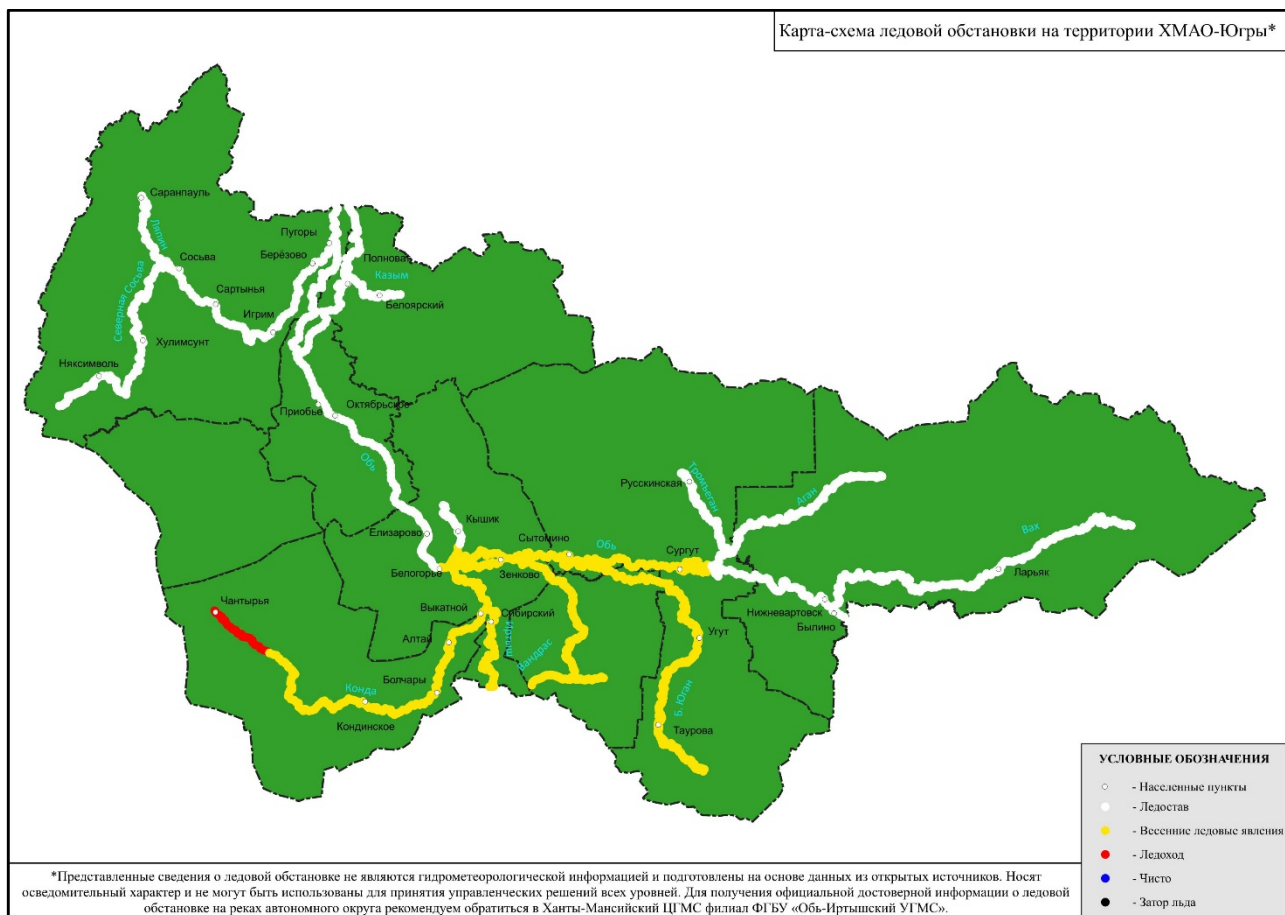 Карта-схема ледовой обстановки на территории ХМАО-Югры*
Саранпауль
Ляпин
Пугоры
Сосьва
Берёзово
Полноват
Казым
Северная Сосьва
Сартынья
Белоярский
Игрим
Хулимсунт
Няксимволь
Приобье
Октябрьское
Обь
Русскинская
Тромъеган
Аган
Кышик
Вах
Елизарово
Сытомино
Обь
Сургут
Белогорье
Зенково
Ларьяк
Чантырья
Выкатной
Сибирский
Нижневартовск
Былино
Алтай
Иртыш
Угут
Вандрас
Болчары
Конда
Б. Юган
Кондинское
Таурова
УСЛОВНЫЕ ОБОЗНАЧЕНИЯ
- Населенные пункты
- Ледостав
- Весенние ледовые явления
- Ледоход
- Чисто
- Затор льда
*Представленные сведения о ледовой обстановке не являются гидрометеорологической информацией и подготовлены на основе данных из открытых источников. Носят
осведомительный характер и не могут быть использованы для принятия управленческих решений всех уровней. Для получения официальной достоверной информации о ледовой
обстановке на реках автономного округа рекомендуем обратиться в Ханты-Мансийский ЦГМС филиал ФГБУ «Обь-Иртышский УГМС».